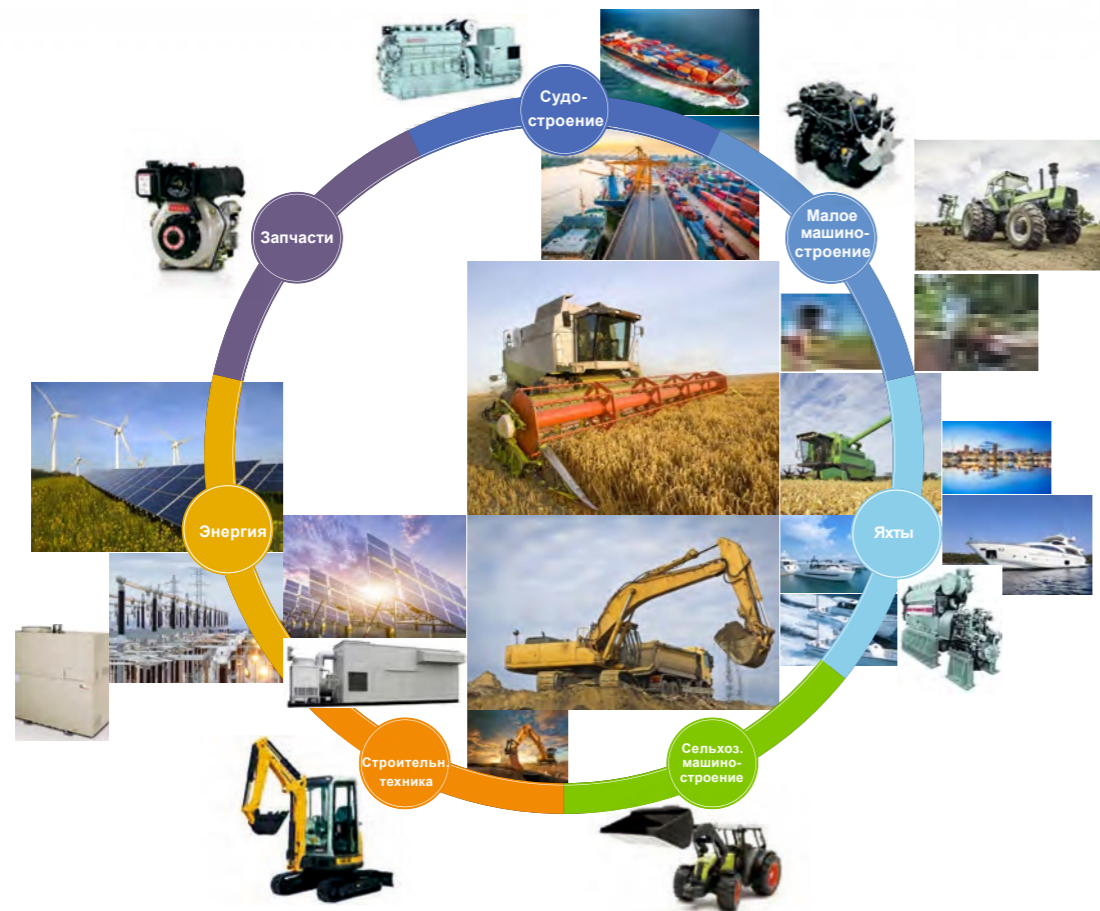 Судо-
строение
Малое
машино-
строение
Запчасти
Энергия
Яхты
Строительн.
техника
Сельхоз.
машино-
строение